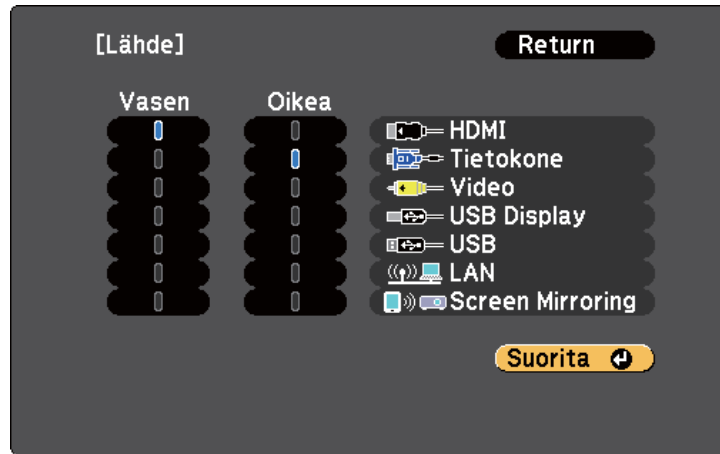 [Lähde]
Return
Vasen
Oikea
HDMI
Tietokone
Video
USB Display
USB
LAN
Screen Mirroring
Suorita